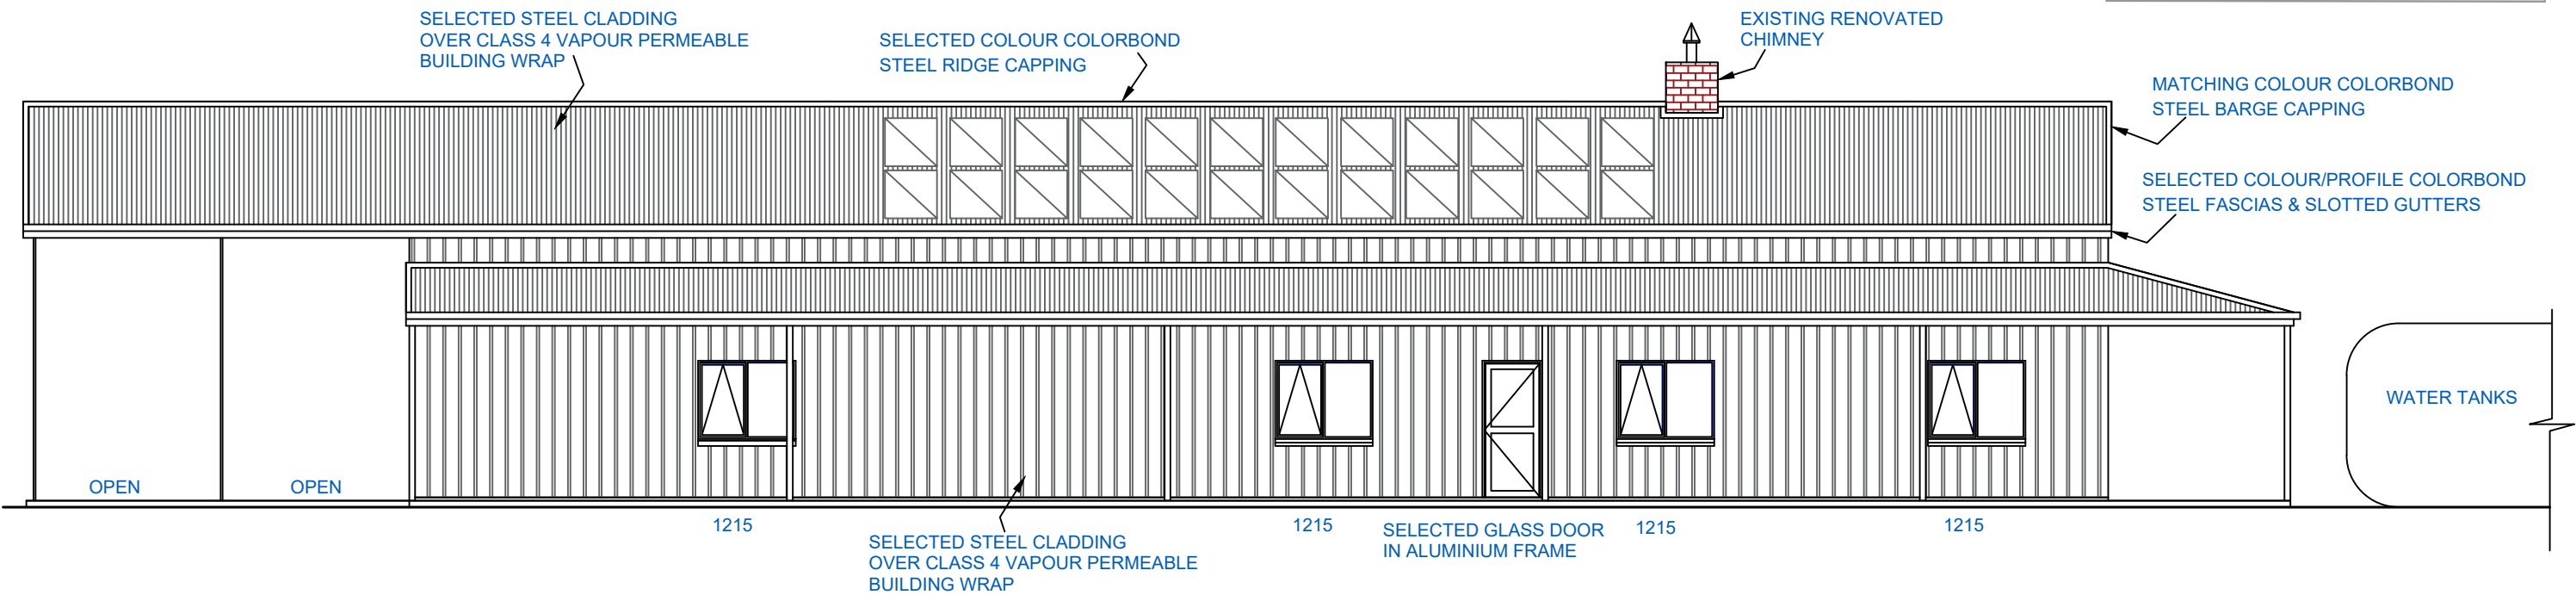 SELECTED STEEL CLADDING
OVER CLASS 4 VAPOUR PERMEABLE
BUILDING WRAP
SELECTED COLOUR COLORBOND
STEEL RIDGE CAPPING
EXISTING RENOVATED
CHIMNEY
MATCHING COLOUR COLORBOND
STEEL BARGE CAPPING
SELECTED COLOUR/PROFILE COLORBOND
STEEL FASCIAS & SLOTTED GUTTERS
WATER TANKS
OPEN
OPEN
1215
1215
SELECTED GLASS DOOR
IN ALUMINIUM FRAME
1215
1215
SELECTED STEEL CLADDING
OVER CLASS 4 VAPOUR PERMEABLE
BUILDING WRAP